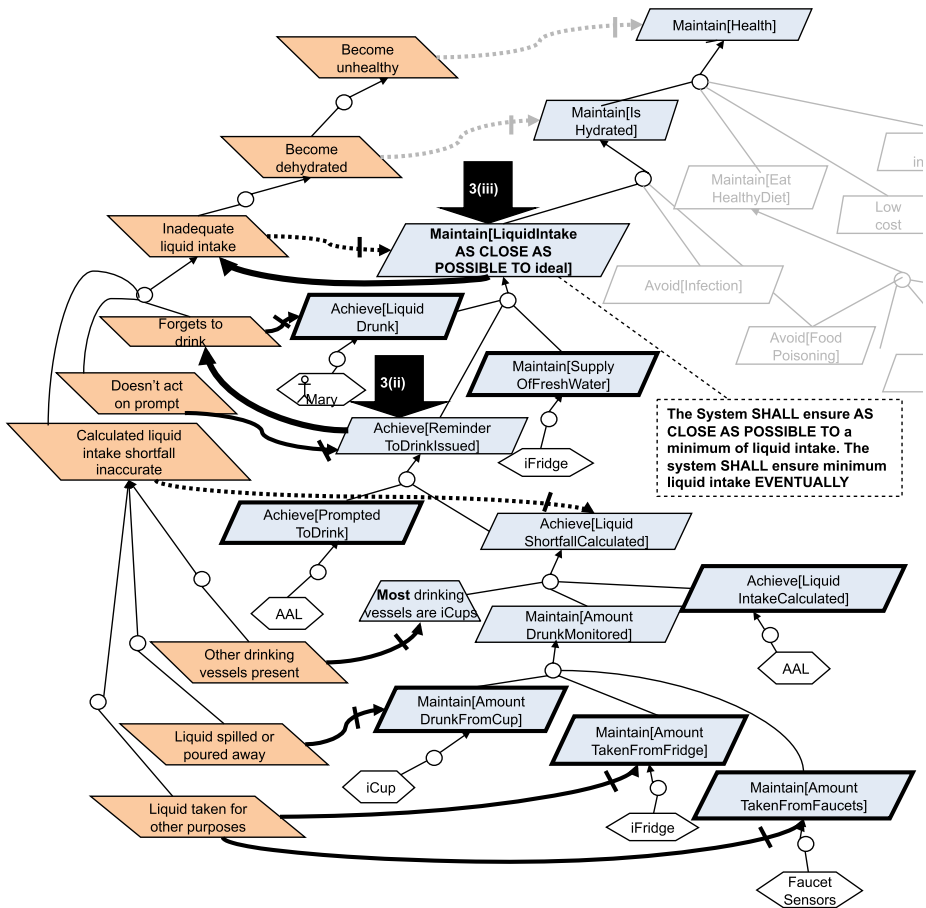 Maintain[Health]
Become
unhealthy
Maintain[Is
Hydrated]
Become
dehydrated
in
Maintain[Eat
HealthyDiet]
Low
cost
3(iii)
Inadequate
liquid intake
Maintain[LiquidIntake
AS CLOSE AS
POSSIBLE TO ideal]
Avoid[Infection]
Achieve[Liquid
Drunk]
Forgets to
drink
Avoid[Food
Poisoning]
Maintain[Supply
OfFreshWater]
Mary
3(ii)
Doesn't act
on prompt
Calculated liquid
intake shortfall
inaccurate
Achieve[Reminder
ToDrinkIssued]
iFridge
The System SHALL ensure AS
CLOSE AS POSSIBLE TO a
minimum of liquid intake. The
system SHALL ensure minimum
liquid intake EVENTUALLY
Achieve[Prompted
ToDrink]
Achieve[Liquid
ShortfallCalculated]
AAL
Most drinking
vessels are iCups
Maintain[Amount
DrunkMonitored]
Achieve[Liquid
IntakeCalculated]
AAL
Other drinking
vessels present
Maintain[Amount
DrunkFromCup]
Liquid spilled or
poured away
Maintain[Amount
TakenFromFridge]
iCup
Maintain[Amount
TakenFromFaucets]
Liquid taken for
other purposes
iFridge
Faucet
Sensors